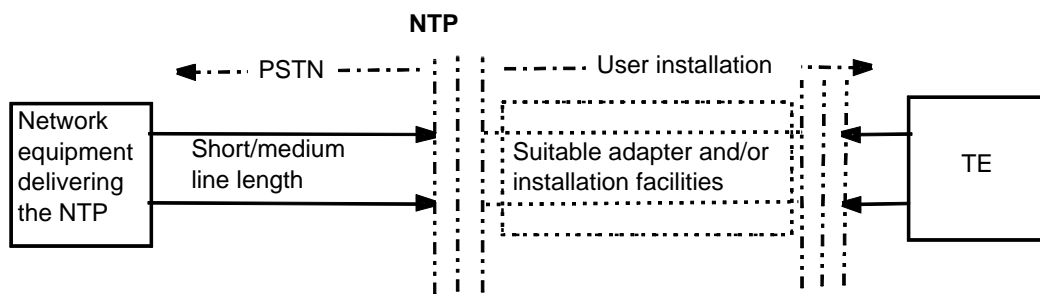 NTP
PSTN
User installation
Network
equipment
delivering
the NTP
Short/medium
line length
Suitable adapter and/or
installation facilities
TE